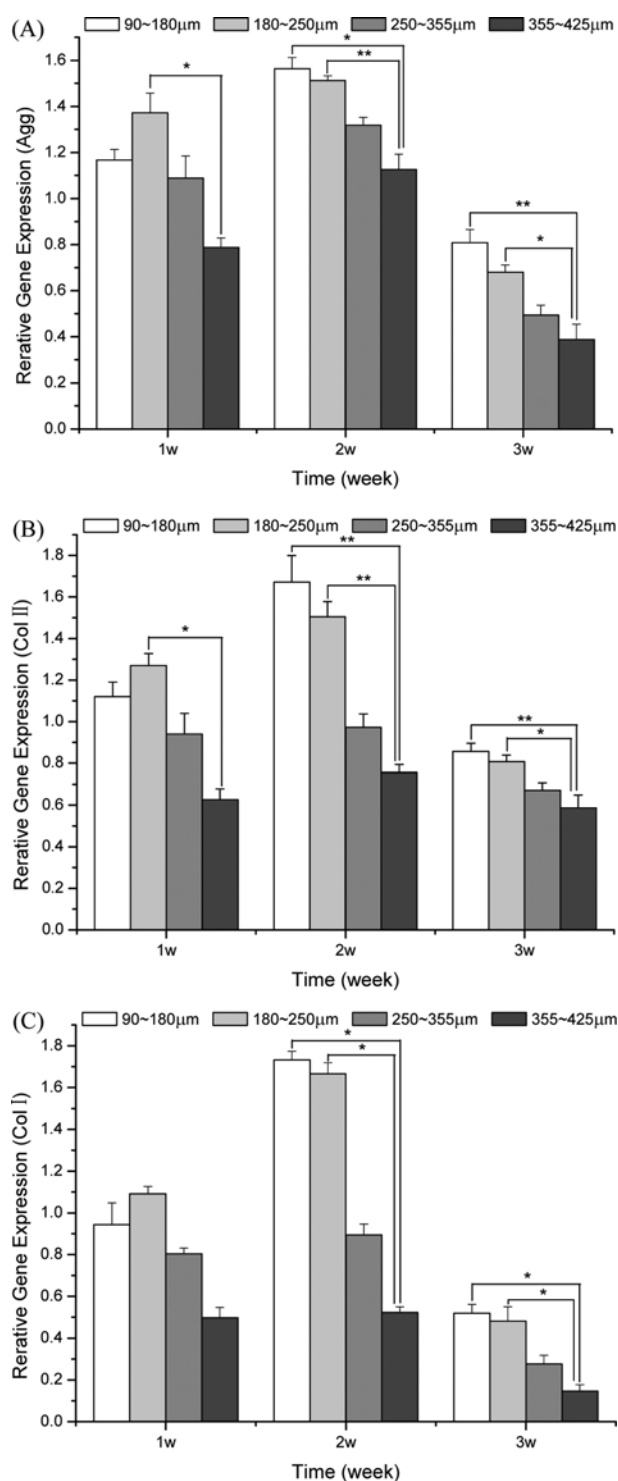 (A)
90~180μm 180~250μm 250~355μm 355~425μm
Rerative Gene Expression (Agg)
1.6
1.4
1.2
1.0
0.8
0.6
0.4
0.2
0.0
*
*
**
**
*
1w 2w 3w
Time (week)
(B)
90~180μm 180~250μm 250~355μm 355~425μm
Rerative Gene Expression (Col II)
1.8
1.6
1.4
1.2
1.0
0.8
0.6
0.4
0.2
0.0
*
**
**
**
*
1w 2w 3w
Time (week)
(C)
90~180μm 180~250μm 250~355μm 355~425μm
Rerative Gene Expression (Col I)
1.8
1.6
1.4
1.2
1.0
0.8
0.6
0.4
0.2
0.0
*
*
*
*
1w 2w 3w
Time (week)